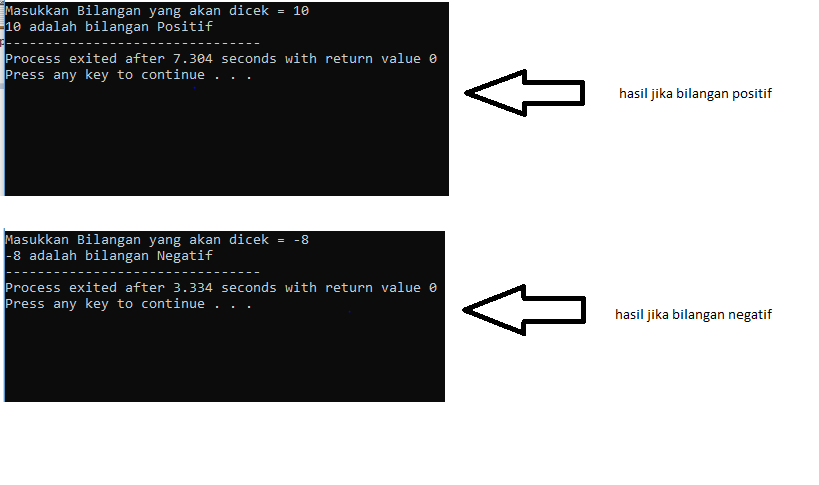 Masukkan Bilangan yang akan dicek = 10
10 adalah bilangan Positif
--------------------------------
Process exited after 7.304 seconds with return value 0
Press any key to continue . . .
hasil jika bilangan positif
Masukkan Bilangan yang akan dicek = -8
-8 adalah bilangan Negatif
--------------------------------
Process exited after 3.334 seconds with return value 0
Press any key to continue . . .
hasil jika bilangan negatif